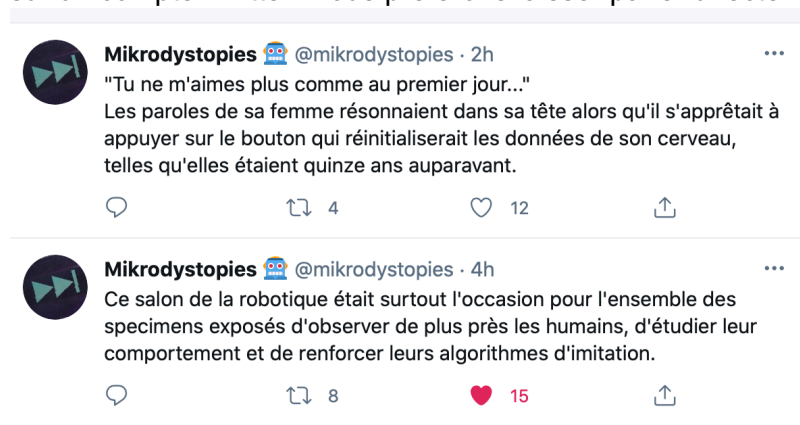 Mikrodystopies 🤖 @mikrodystopies · 2h
"Tu ne m'aimes plus comme au premier jour..."
Les paroles de sa femme résonnaient dans sa tête alors qu'il s'apprêtait à
appuyer sur le bouton qui réinitialiserait les données de son cerveau,
telles qu'elles étaient quinze ans auparavant.
4 12
Mikrodystopies 🤖 @mikrodystopies · 4h
Ce salon de la robotique était surtout l'occasion pour l'ensemble des
specimens exposés d'observer de plus près les humains, d'étudier leur
comportement et de renforcer leurs algorithmes d'imitation.
8 15